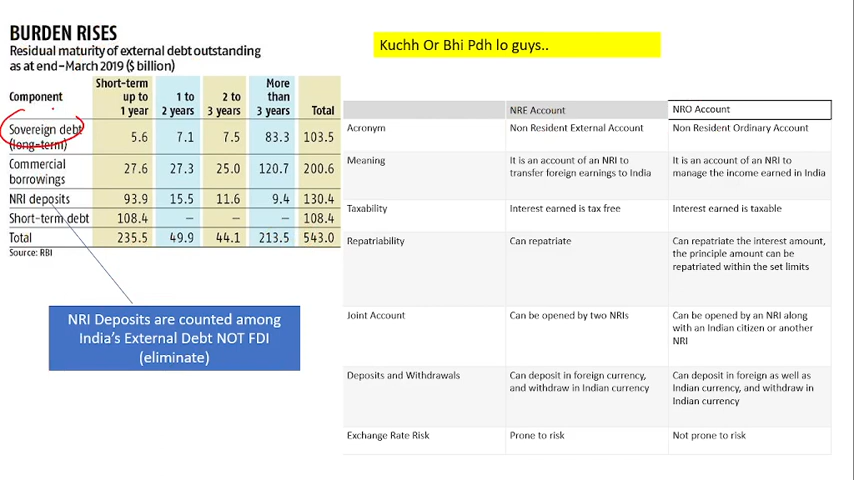 BURDEN RISES
Residual maturity of external debt outstanding
as at end–March 2019 ($ billion)
Component Short-term up to 1 year 1 to 2 years 2 to 3 years More than 3 years Total
Sovereign debt (long-term) 5.6 7.1 7.5 83.3 103.5
Commercial borrowings 27.6 27.3 25.0 120.7 200.6
NRI deposits 93.9 15.5 11.6 9.4 130.4
Short-term debt 108.4 – – – 108.4
Total 235.5 49.9 44.1 213.5 543.0
Source: RBI
NRI Deposits are counted among
India's External Debt NOT FDI
(eliminate)
Kuchh Or Bhi Pdh lo guys..
NRE Account NRO Account
Acronym Non Resident External Account Non Resident Ordinary Account
Meaning It is an account of an NRI to transfer foreign earnings to India It is an account of an NRI to manage the income earned in India
Taxability Interest earned is tax free Interest earned is taxable
Repatriability Can repatriate Can repatriate the interest amount, the principle amount can be repatriated within the set limits
Joint Account Can be opened by two NRIs Can be opened by an NRI along with an Indian citizen or another NRI
Deposits and Withdrawals Can deposit in foreign currency, and withdraw in Indian currency Can deposit in foreign as well as Indian currency, and withdraw in Indian currency
Exchange Rate Risk Prone to risk Not prone to risk